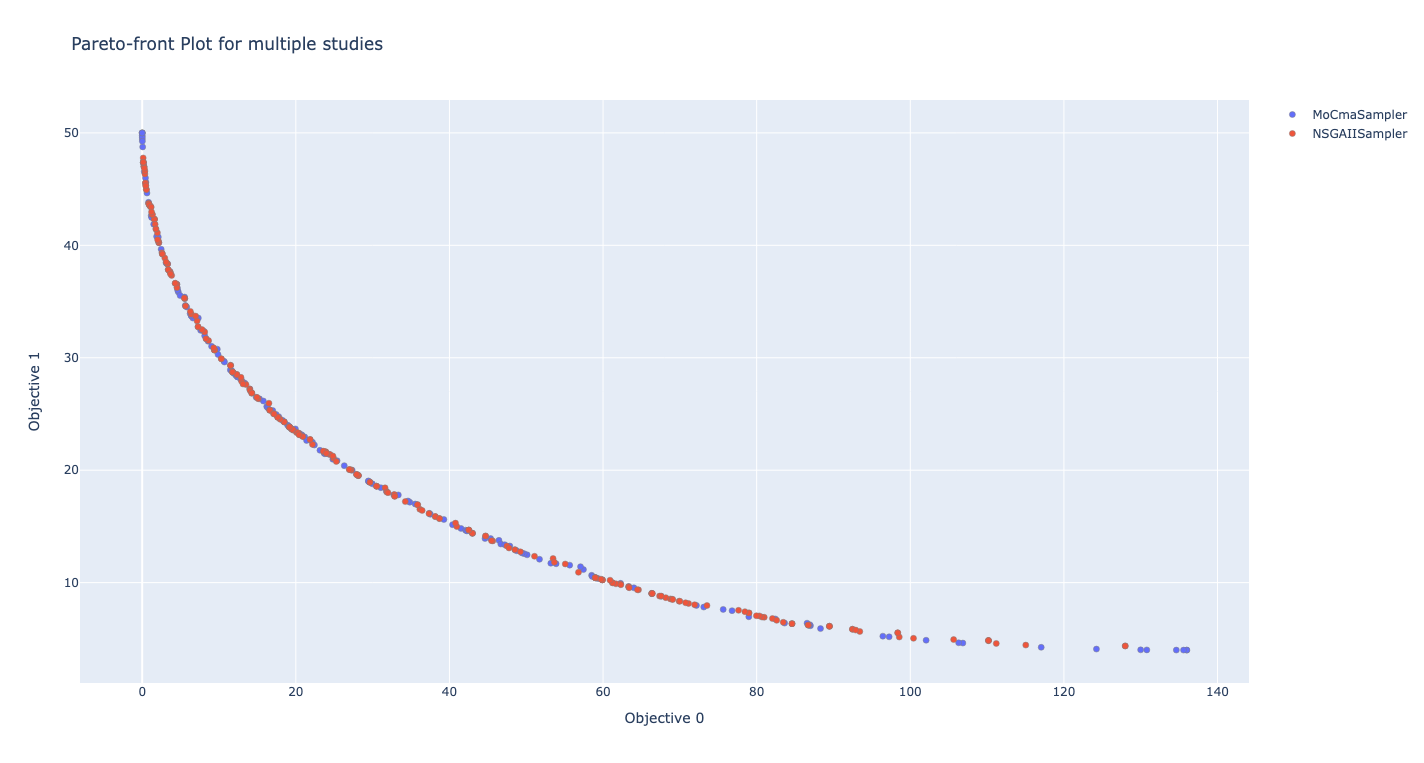 Pareto-front Plot for multiple studies
MoCmaSampler
NSGAIISampler
50
40
30
20
10
Objective 1
0 20 40 60 80 100 120 140
Objective 0